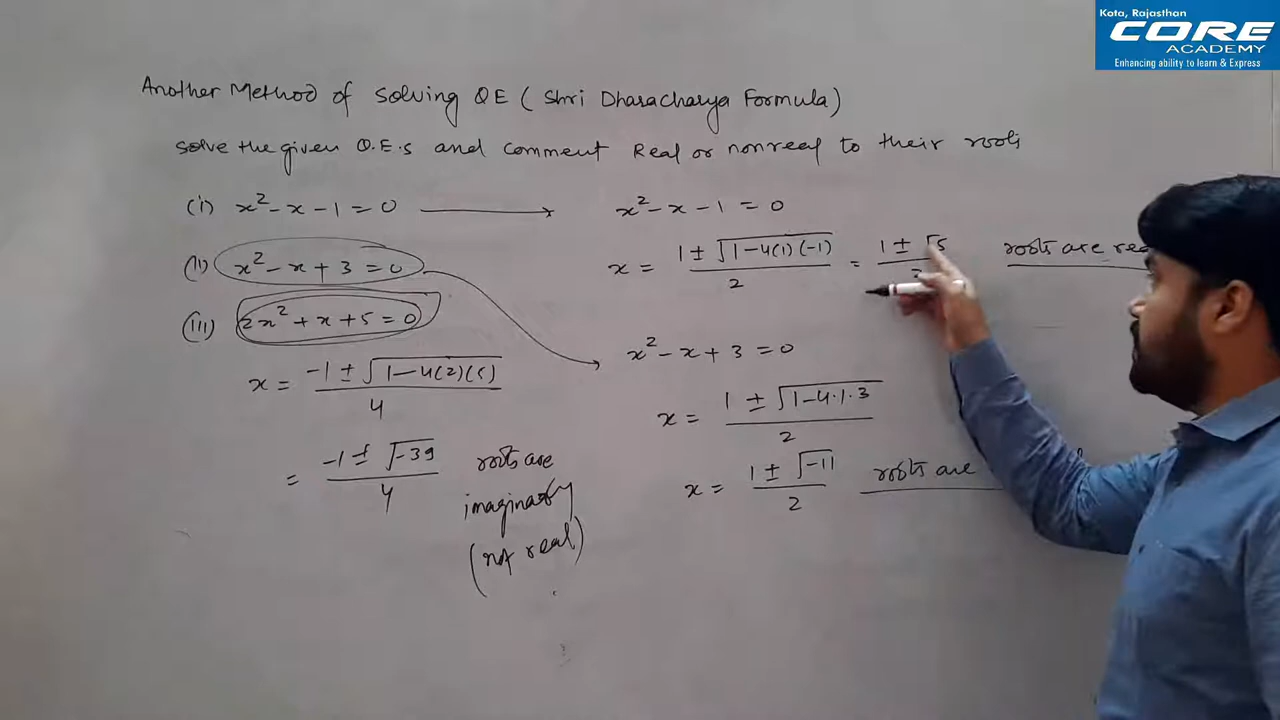 Kota, Rajasthan
CORE
ACADEMY
Enhancing ability to learn & Express
Another Method of Solving QE (Shri Dharacharya Formula)
solve the given Q.E.s and comment Real or nonreal to their roots
(i) x² - x - 1 = 0
(ii) x² - x + 3 = 0
(iii) 2x² + x + 5 = 0
x = (-1 ± √(1-4(2)(5)))/4
= (-1 ± √-39)/4
roots are
imaginary
(not real)
x² - x - 1 = 0
x = (1 ± √(1-4(1)(-1)))/2 = (1 ± √5)/
roots are rea
x² - x + 3 = 0
x = (1 ± √(1-4·1·3))/2
x = (1 ± √-11)/2 roots are